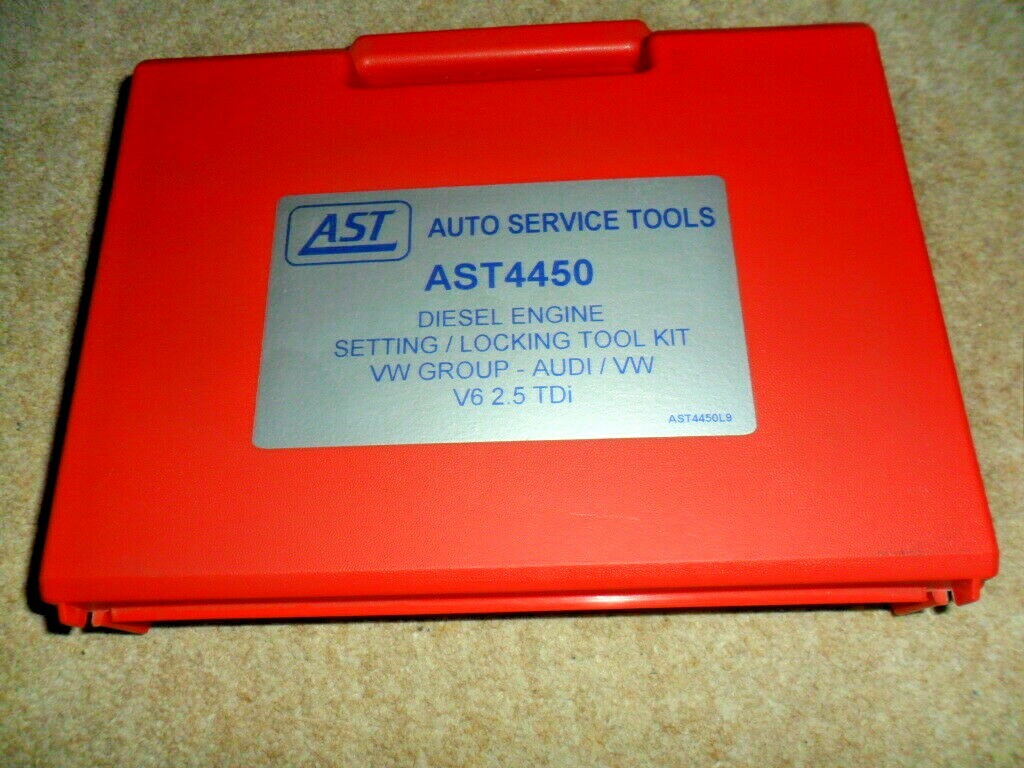 AST AUTO SERVICE TOOLS
AST4450
DIESEL ENGINE
SETTING / LOCKING TOOL KIT
VW GROUP - AUDI / VW
V6 2.5 TDi
AST4450L9